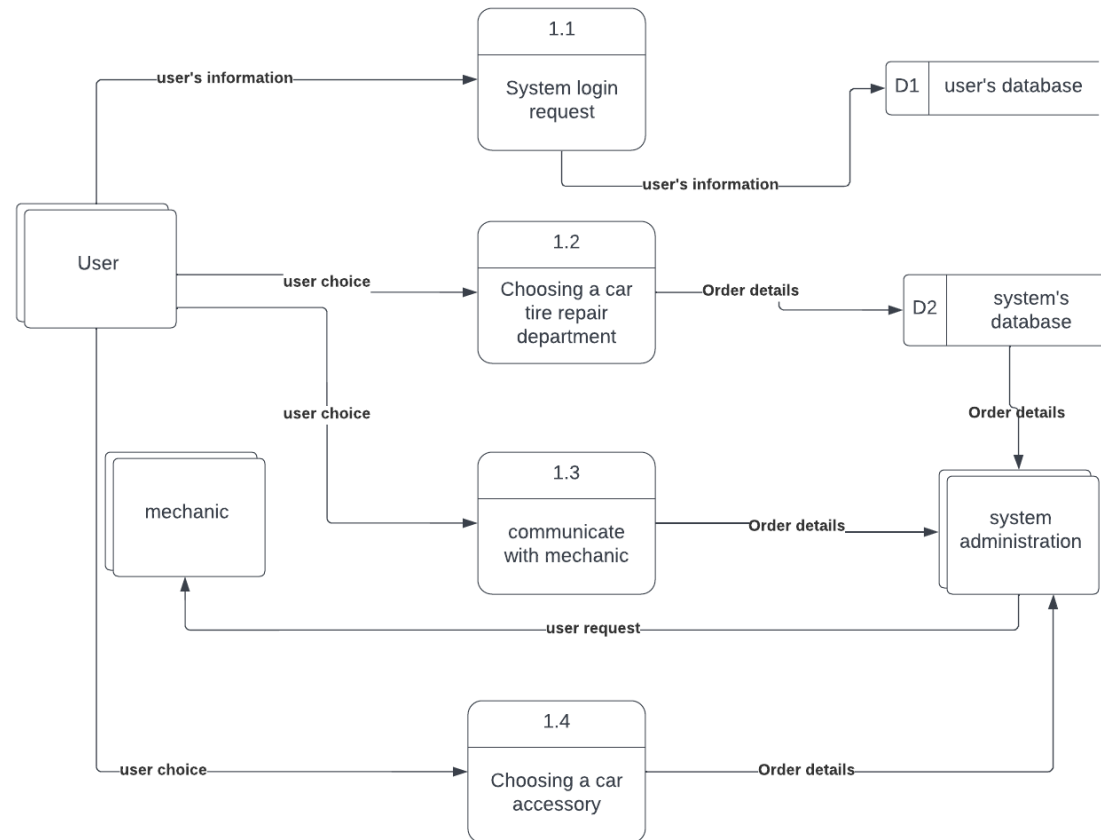 1.1
user's information
System login
request
D1
user's database
user's information
User
1.2
user choice
Choosing a car
tire repair
department
Order details
D2
system's
database
user choice
Order details
mechanic
1.3
communicate
with mechanic
Order details
system
administration
user request
1.4
user choice
Choosing a car
accessory
Order details